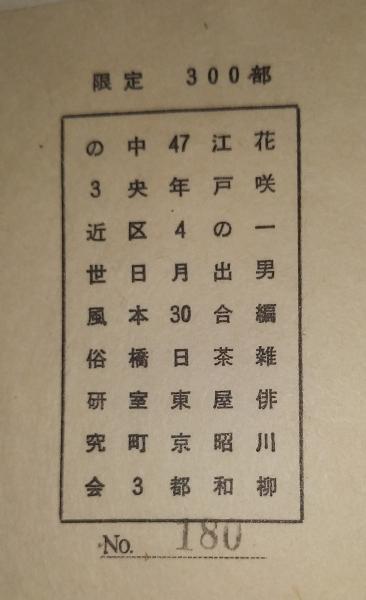 限定 300部
花咲一男編雑俳川柳
江戸の出合茶屋昭和
47年4月30日東京都
中央区日本橋室町3
の3近世風俗研究会
No. 180